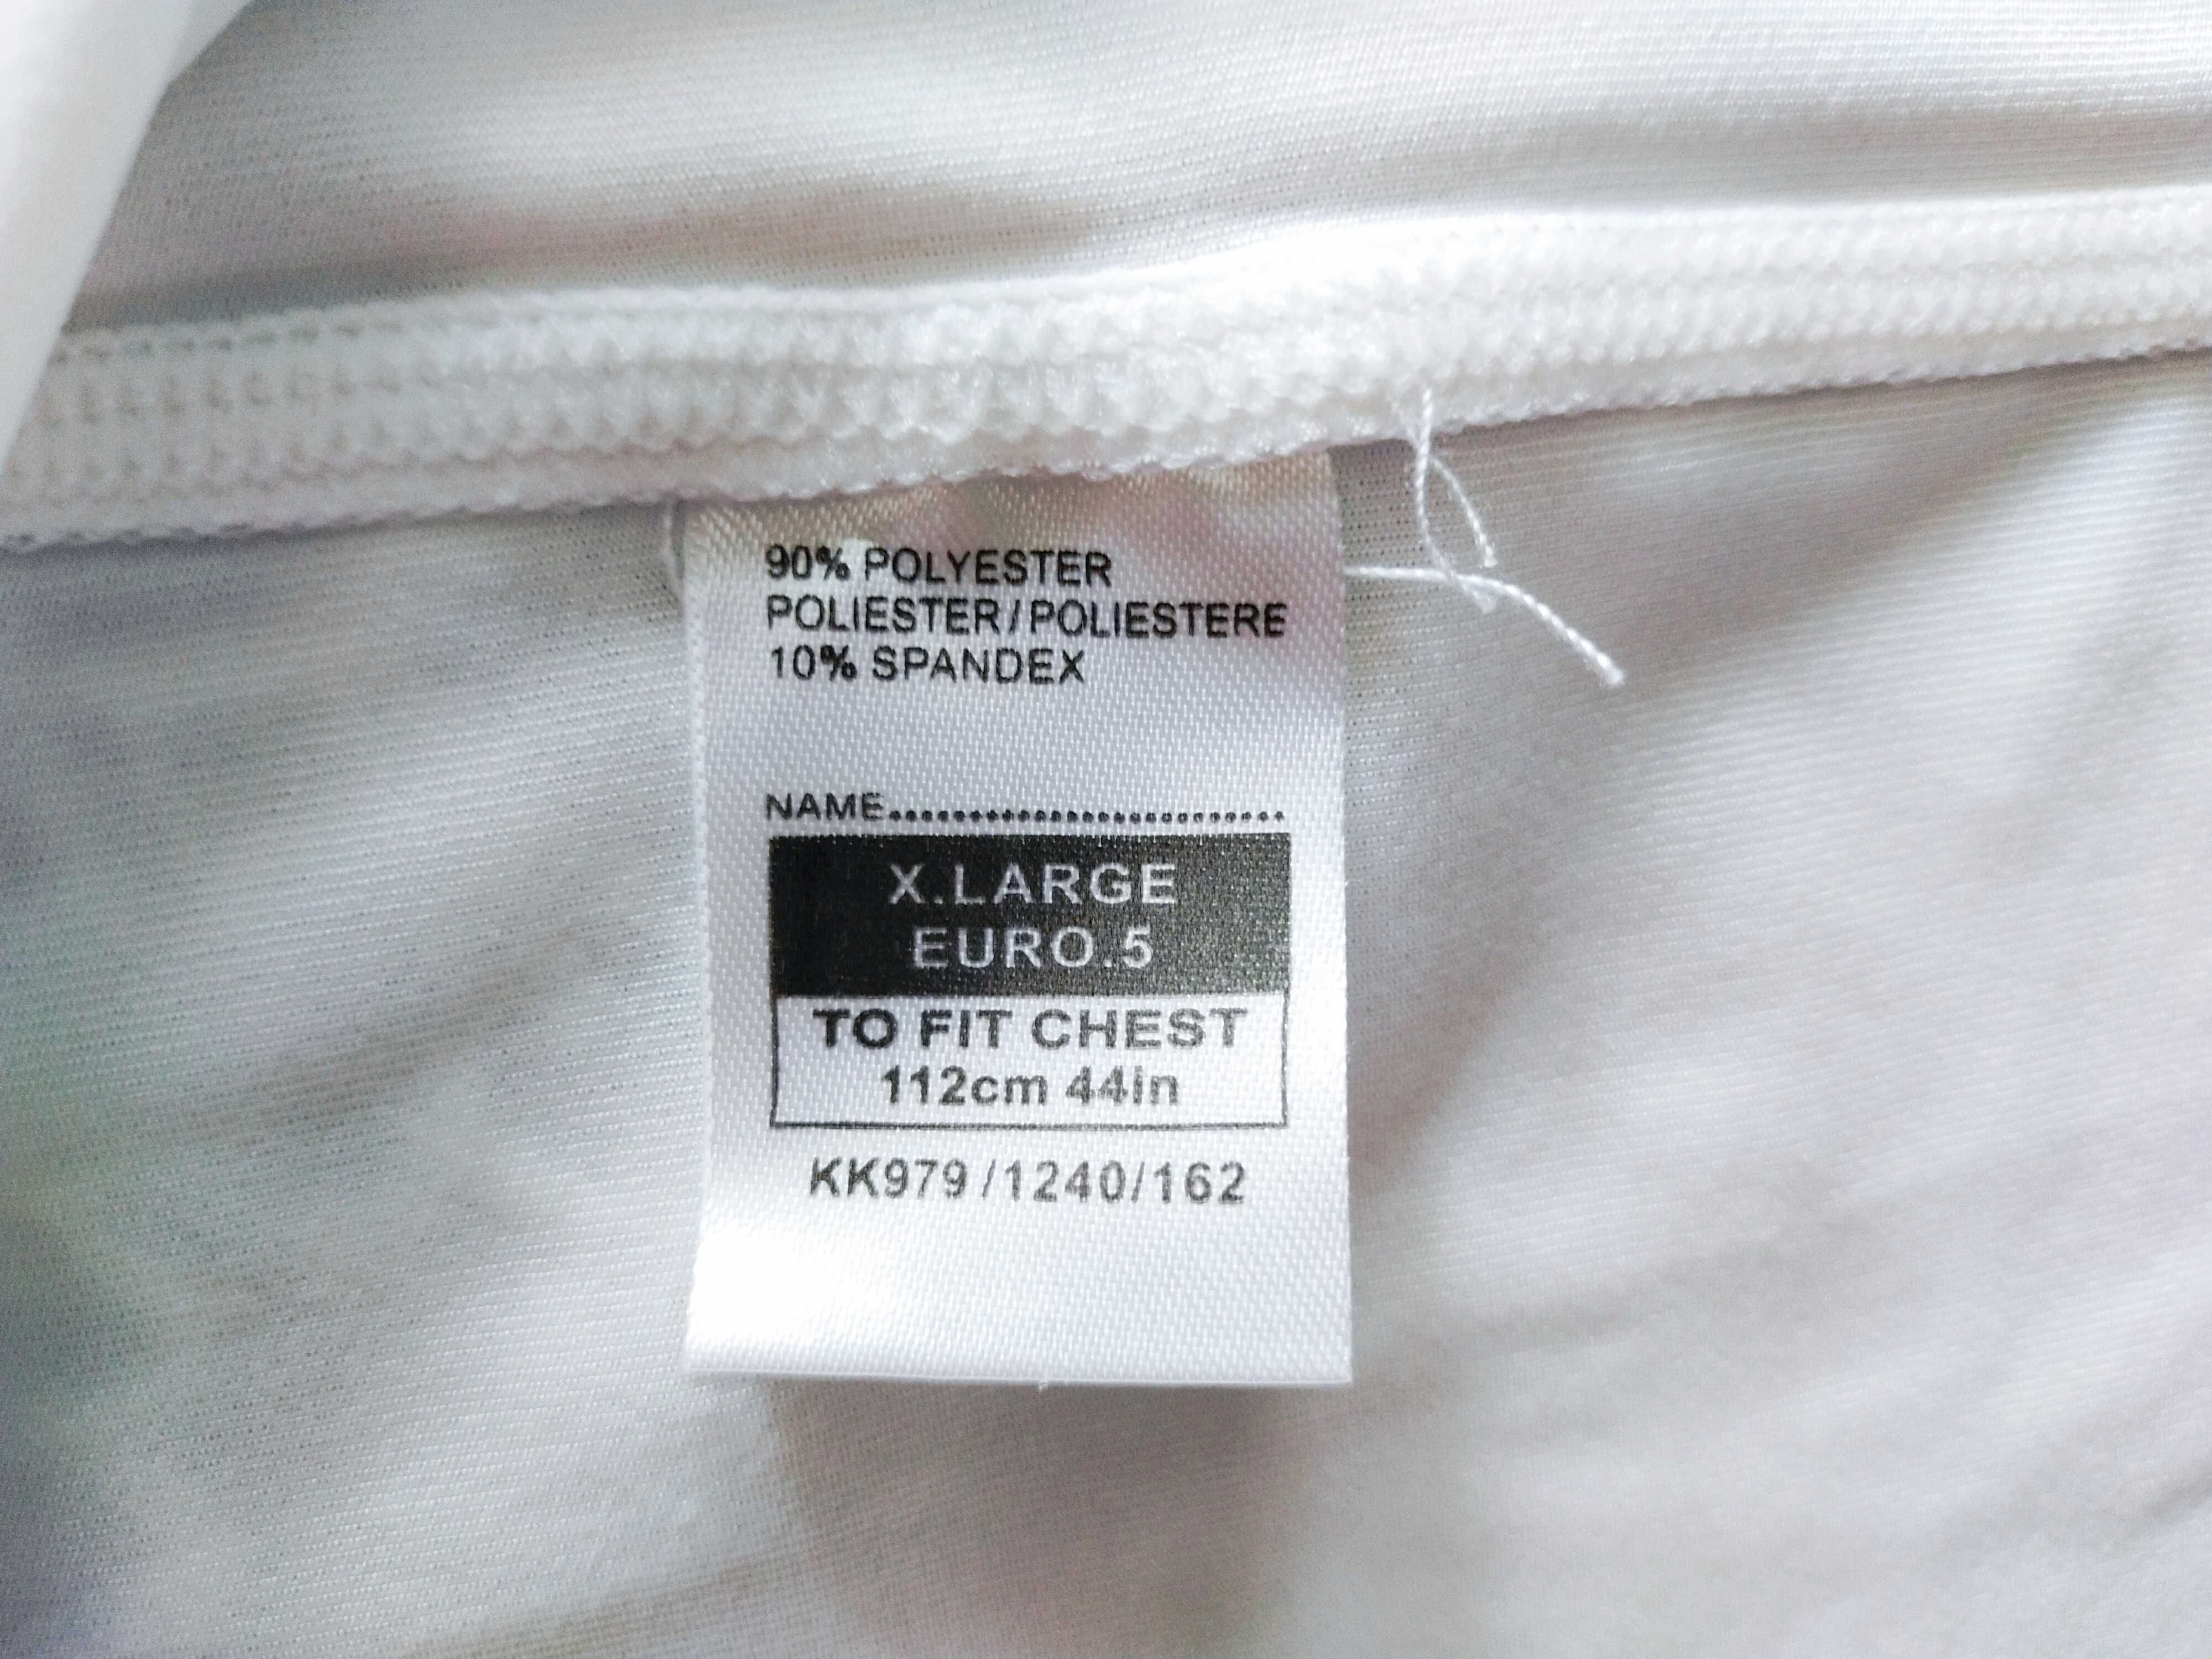 90% POLYESTER
POLIESTER/POLIESTERE
10% SPANDEX
NAME...........................
X.LARGE
EURO.5
TO FIT CHEST
112cm 44in
KK979/1240/162